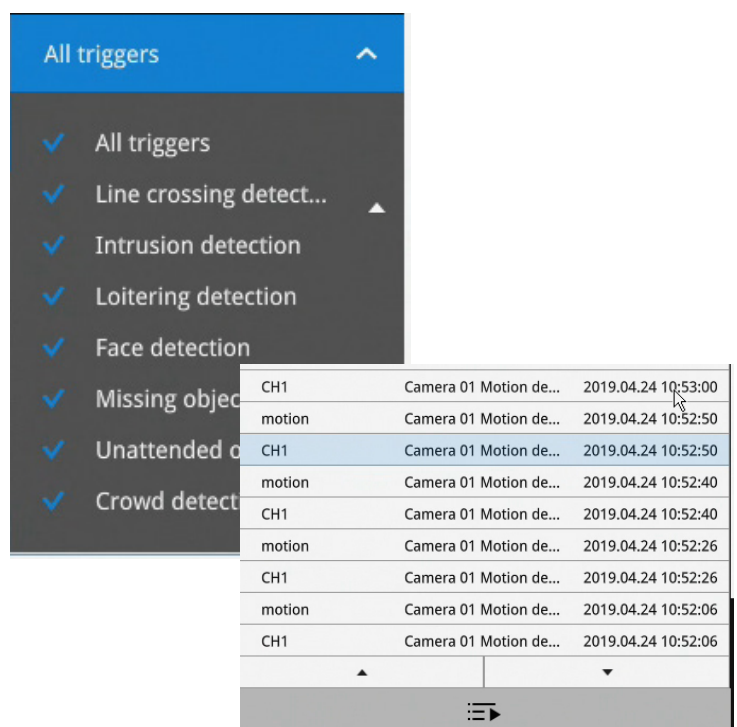 All triggers
All triggers
Line crossing detect...
Intrusion detection
Loitering detection
Face detection
Missing objec
Unattended o
Crowd detect
CH1 Camera 01 Motion de... 2019.04.24 10:53:00
motion Camera 01 Motion de... 2019.04.24 10:52:50
CH1 Camera 01 Motion de... 2019.04.24 10:52:50
motion Camera 01 Motion de... 2019.04.24 10:52:40
CH1 Camera 01 Motion de... 2019.04.24 10:52:40
motion Camera 01 Motion de... 2019.04.24 10:52:26
CH1 Camera 01 Motion de... 2019.04.24 10:52:26
motion Camera 01 Motion de... 2019.04.24 10:52:06
CH1 Camera 01 Motion de... 2019.04.24 10:52:06